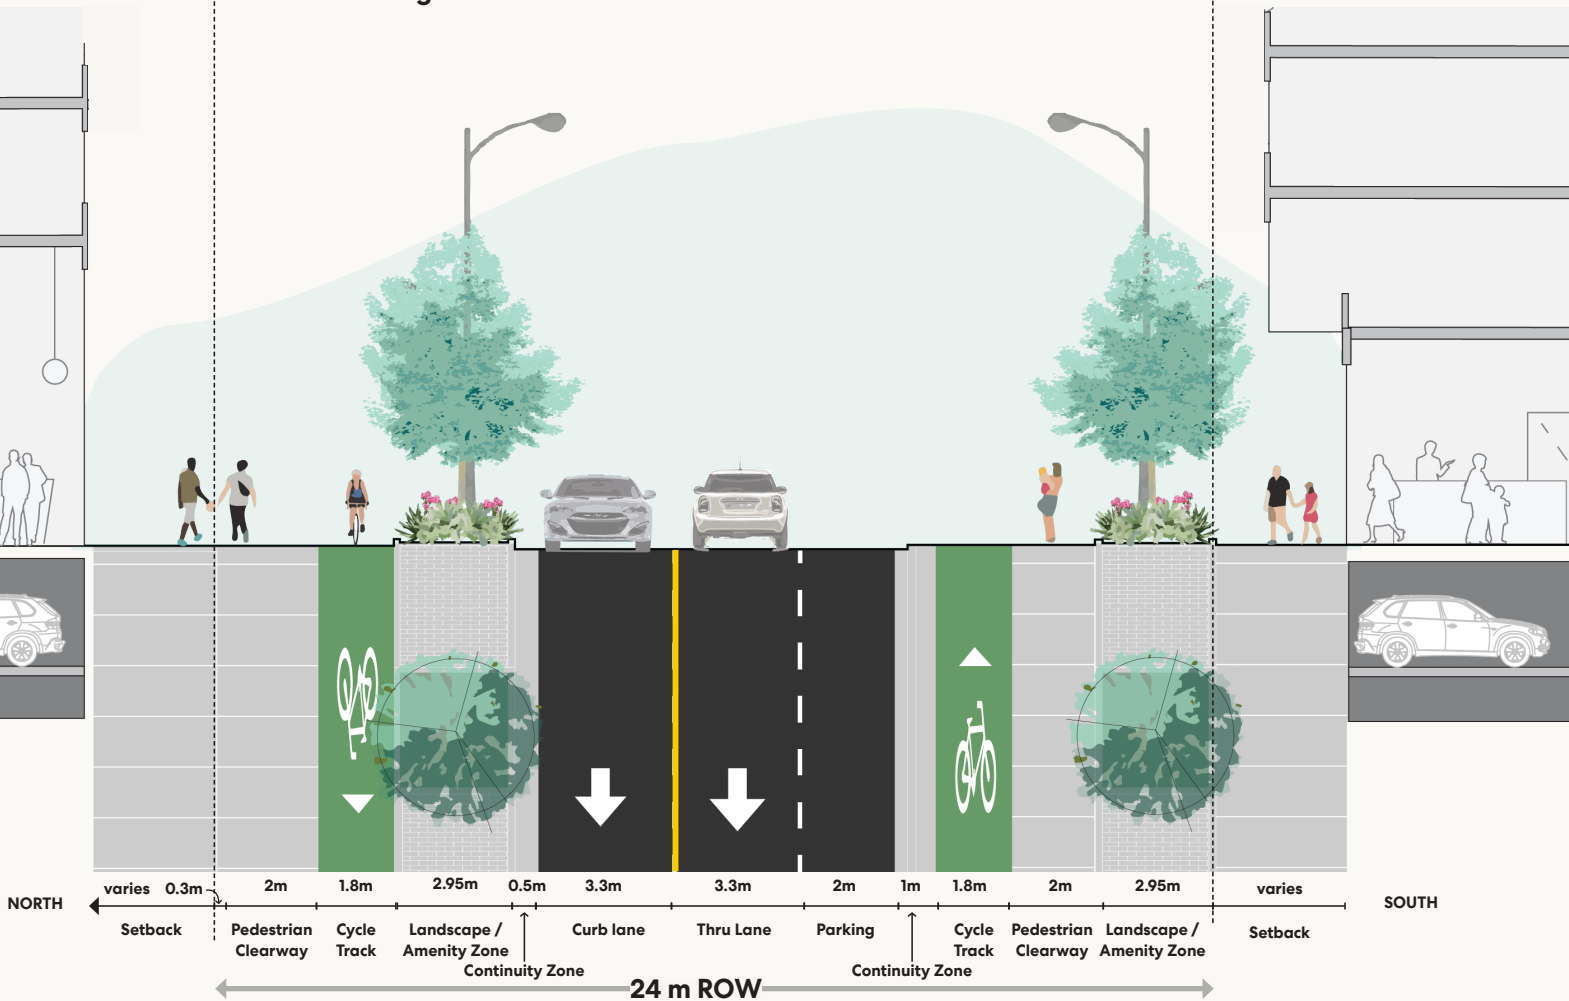 varies 0.3m 2m 1.8m 2.95m 0.5m 3.3m 3.3m 2m 1m 1.8m 2m 2.95m varies
NORTH SOUTH
Setback Pedestrian Cycle Landscape / Curb lane Thru Lane Parking Cycle Pedestrian Landscape / Setback
Clearway Track Amenity Zone Track Clearway Amenity Zone
Continuity Zone Continuity Zone
24 m ROW